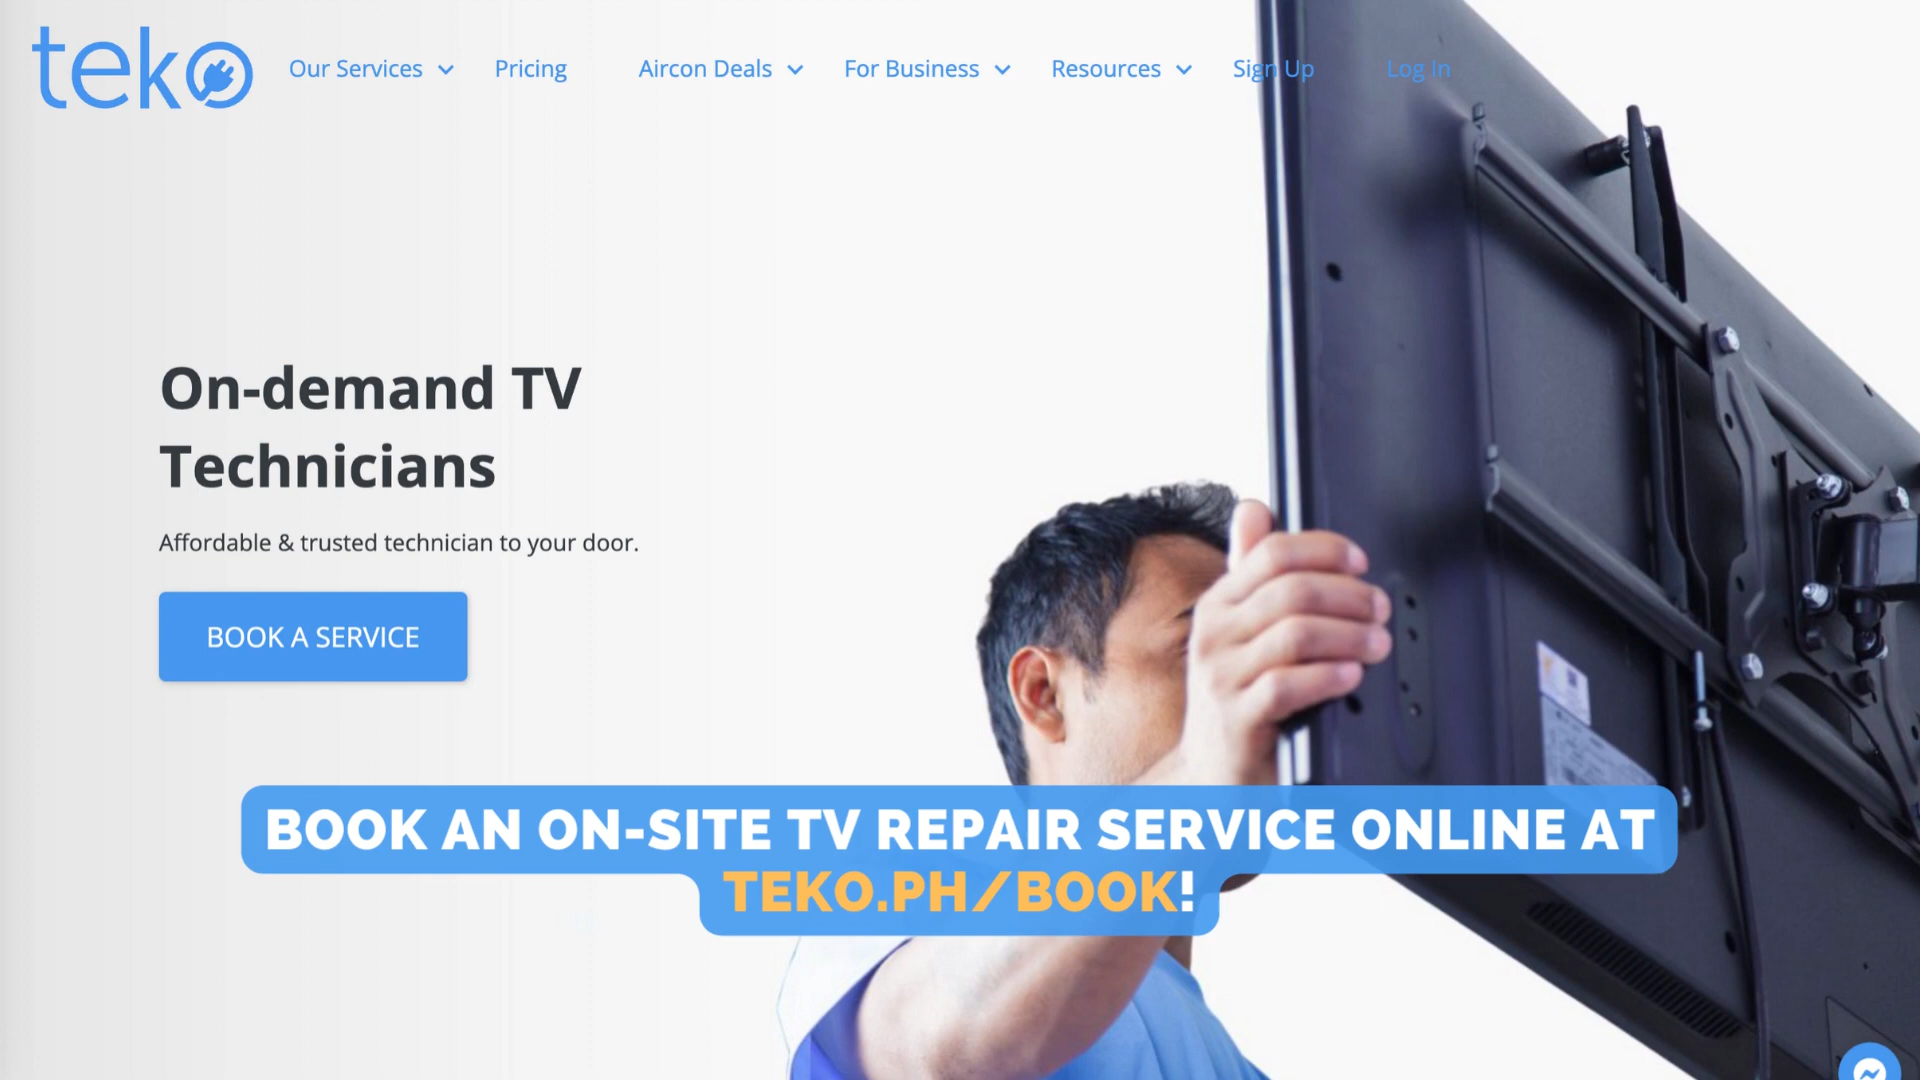 teko
Our Services
Pricing
Aircon Deals
For Business
Resources
Sign Up
Log In
On-demand TV
Technicians
Affordable & trusted technician to your door.
BOOK A SERVICE
BOOK AN ON-SITE TV REPAIR SERVICE ONLINE AT
TEKO.PH/BOOK!